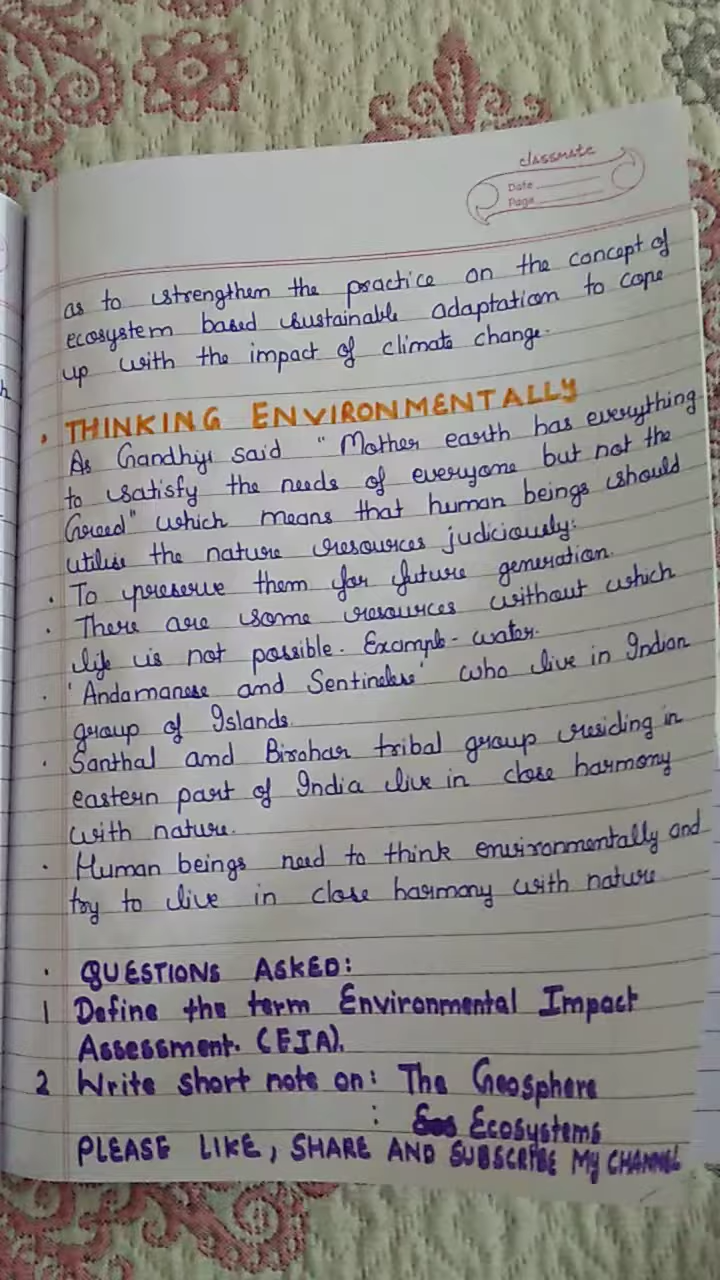 classmate
Date
Page
as to strengthen the practice on the concept of
ecosystem based sustainable adaptation to cope
up with the impact of climate change.
• THINKING ENVIRONMENTALLY
As Gandhiji said "Mother earth has everything
to satisfy the needs of everyone but not the
Greed" which means that human beings should
utilise the nature resources judiciously:
• To preserve them for future generation.
• There are some resources without which
life is not possible. Example - water.
• 'Andamanese and Sentinelese' who live in Indian
group of Islands.
• Santhal and Birohar tribal group residing in
eastern part of India live in close harmony
with nature.
• Human beings need to think environmentally and
try to live in close harmony with nature
• QUESTIONS ASKED:
1 Define the term Environmental Impact
Assessment. (EIA).
2 Write short note on: The Geosphere
: Ecosystems
PLEASE LIKE, SHARE AND SUBSCRIBE MY CHANNEL